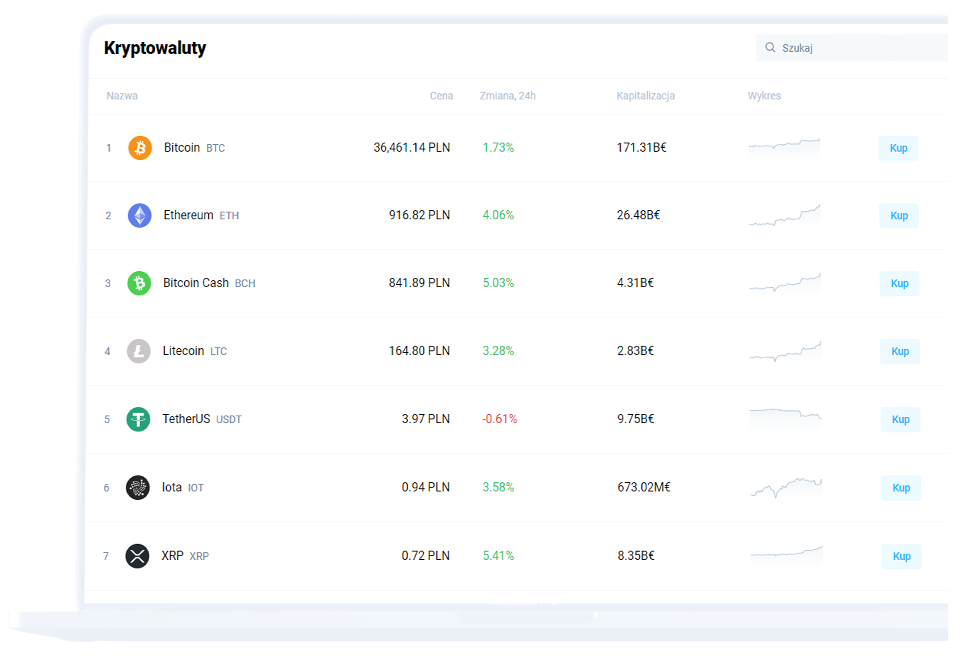 Kryptowaluty
Szukaj
Nazwa Cena Zmiana, 24h Kapitalizacja Wykres
1 Bitcoin BTC 36,461.14 PLN 1.73% 171.31B€ Kup
2 Ethereum ETH 916.82 PLN 4.06% 26.48B€ Kup
3 Bitcoin Cash BCH 841.89 PLN 5.03% 4.31B€ Kup
4 Litecoin LTC 164.80 PLN 3.28% 2.83B€ Kup
5 TetherUS USDT 3.97 PLN -0.61% 9.75B€ Kup
6 Iota IOT 0.94 PLN 3.58% 673.02M€ Kup
7 XRP XRP 0.72 PLN 5.41% 8.35B€ Kup